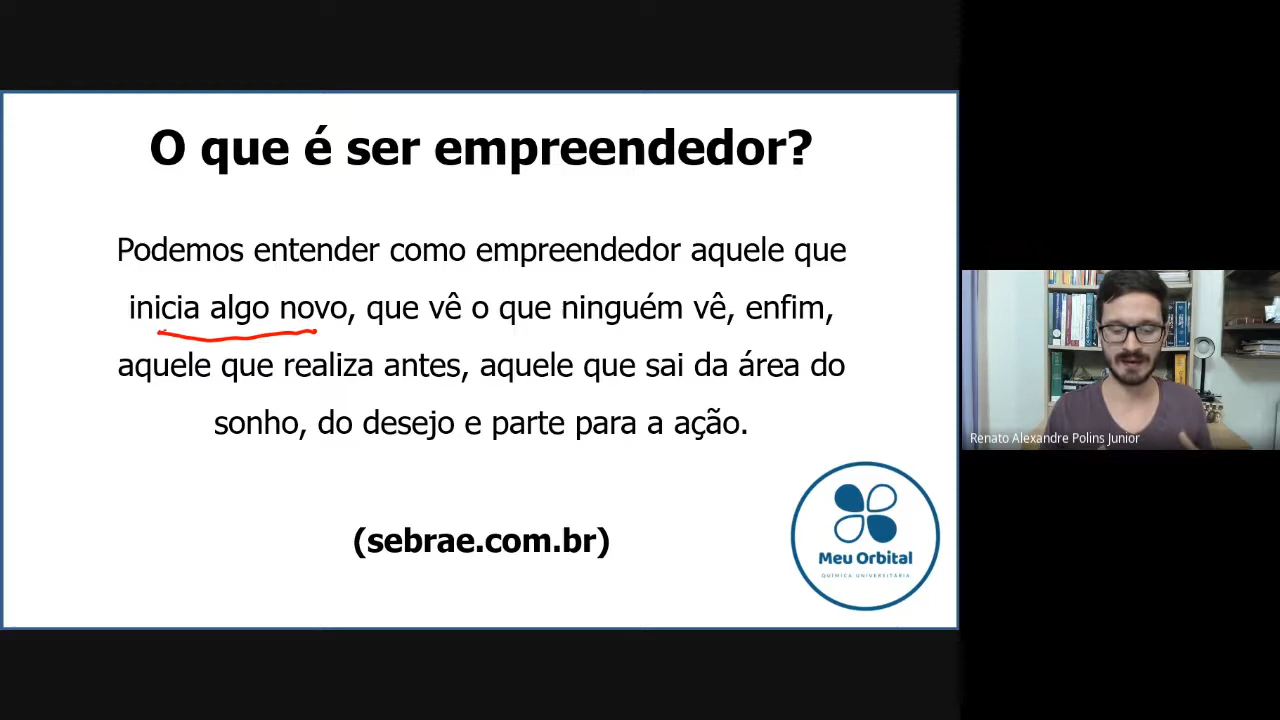 O que é ser empreendedor?
Podemos entender como empreendedor aquele que
inicia algo novo, que vê o que ninguém vê, enfim,
aquele que realiza antes, aquele que sai da área do
sonho, do desejo e parte para a ação.
(sebrae.com.br)
Meu Orbital
QUÍMICA UNIVERSITÁRIA
Renato Alexandre Polins Junior